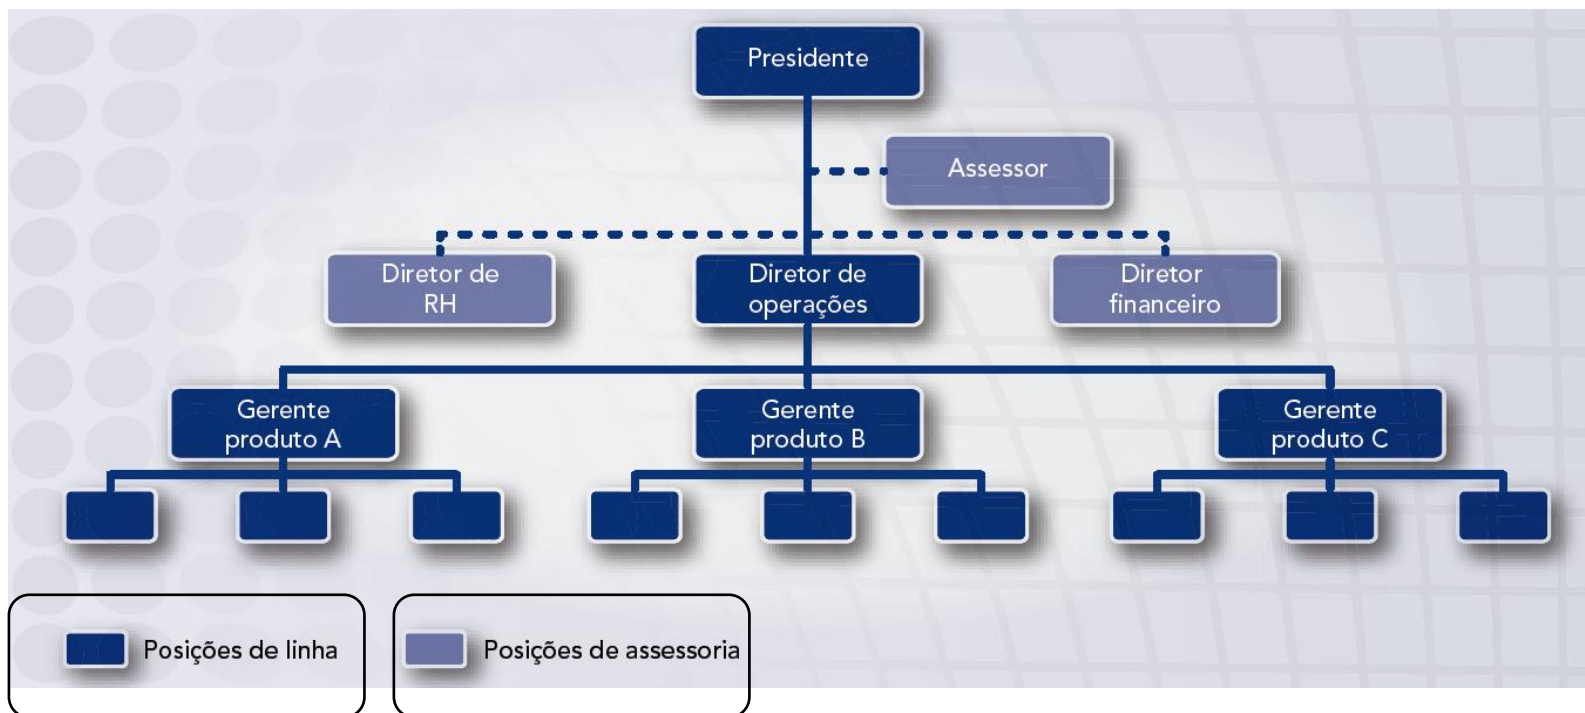 Presidente
Assessor
Diretor de
RH
Diretor de
operações
Diretor
financeiro
Gerente
produto A
Gerente
produto B
Gerente
produto C
Posições de linha
Posições de assessoria